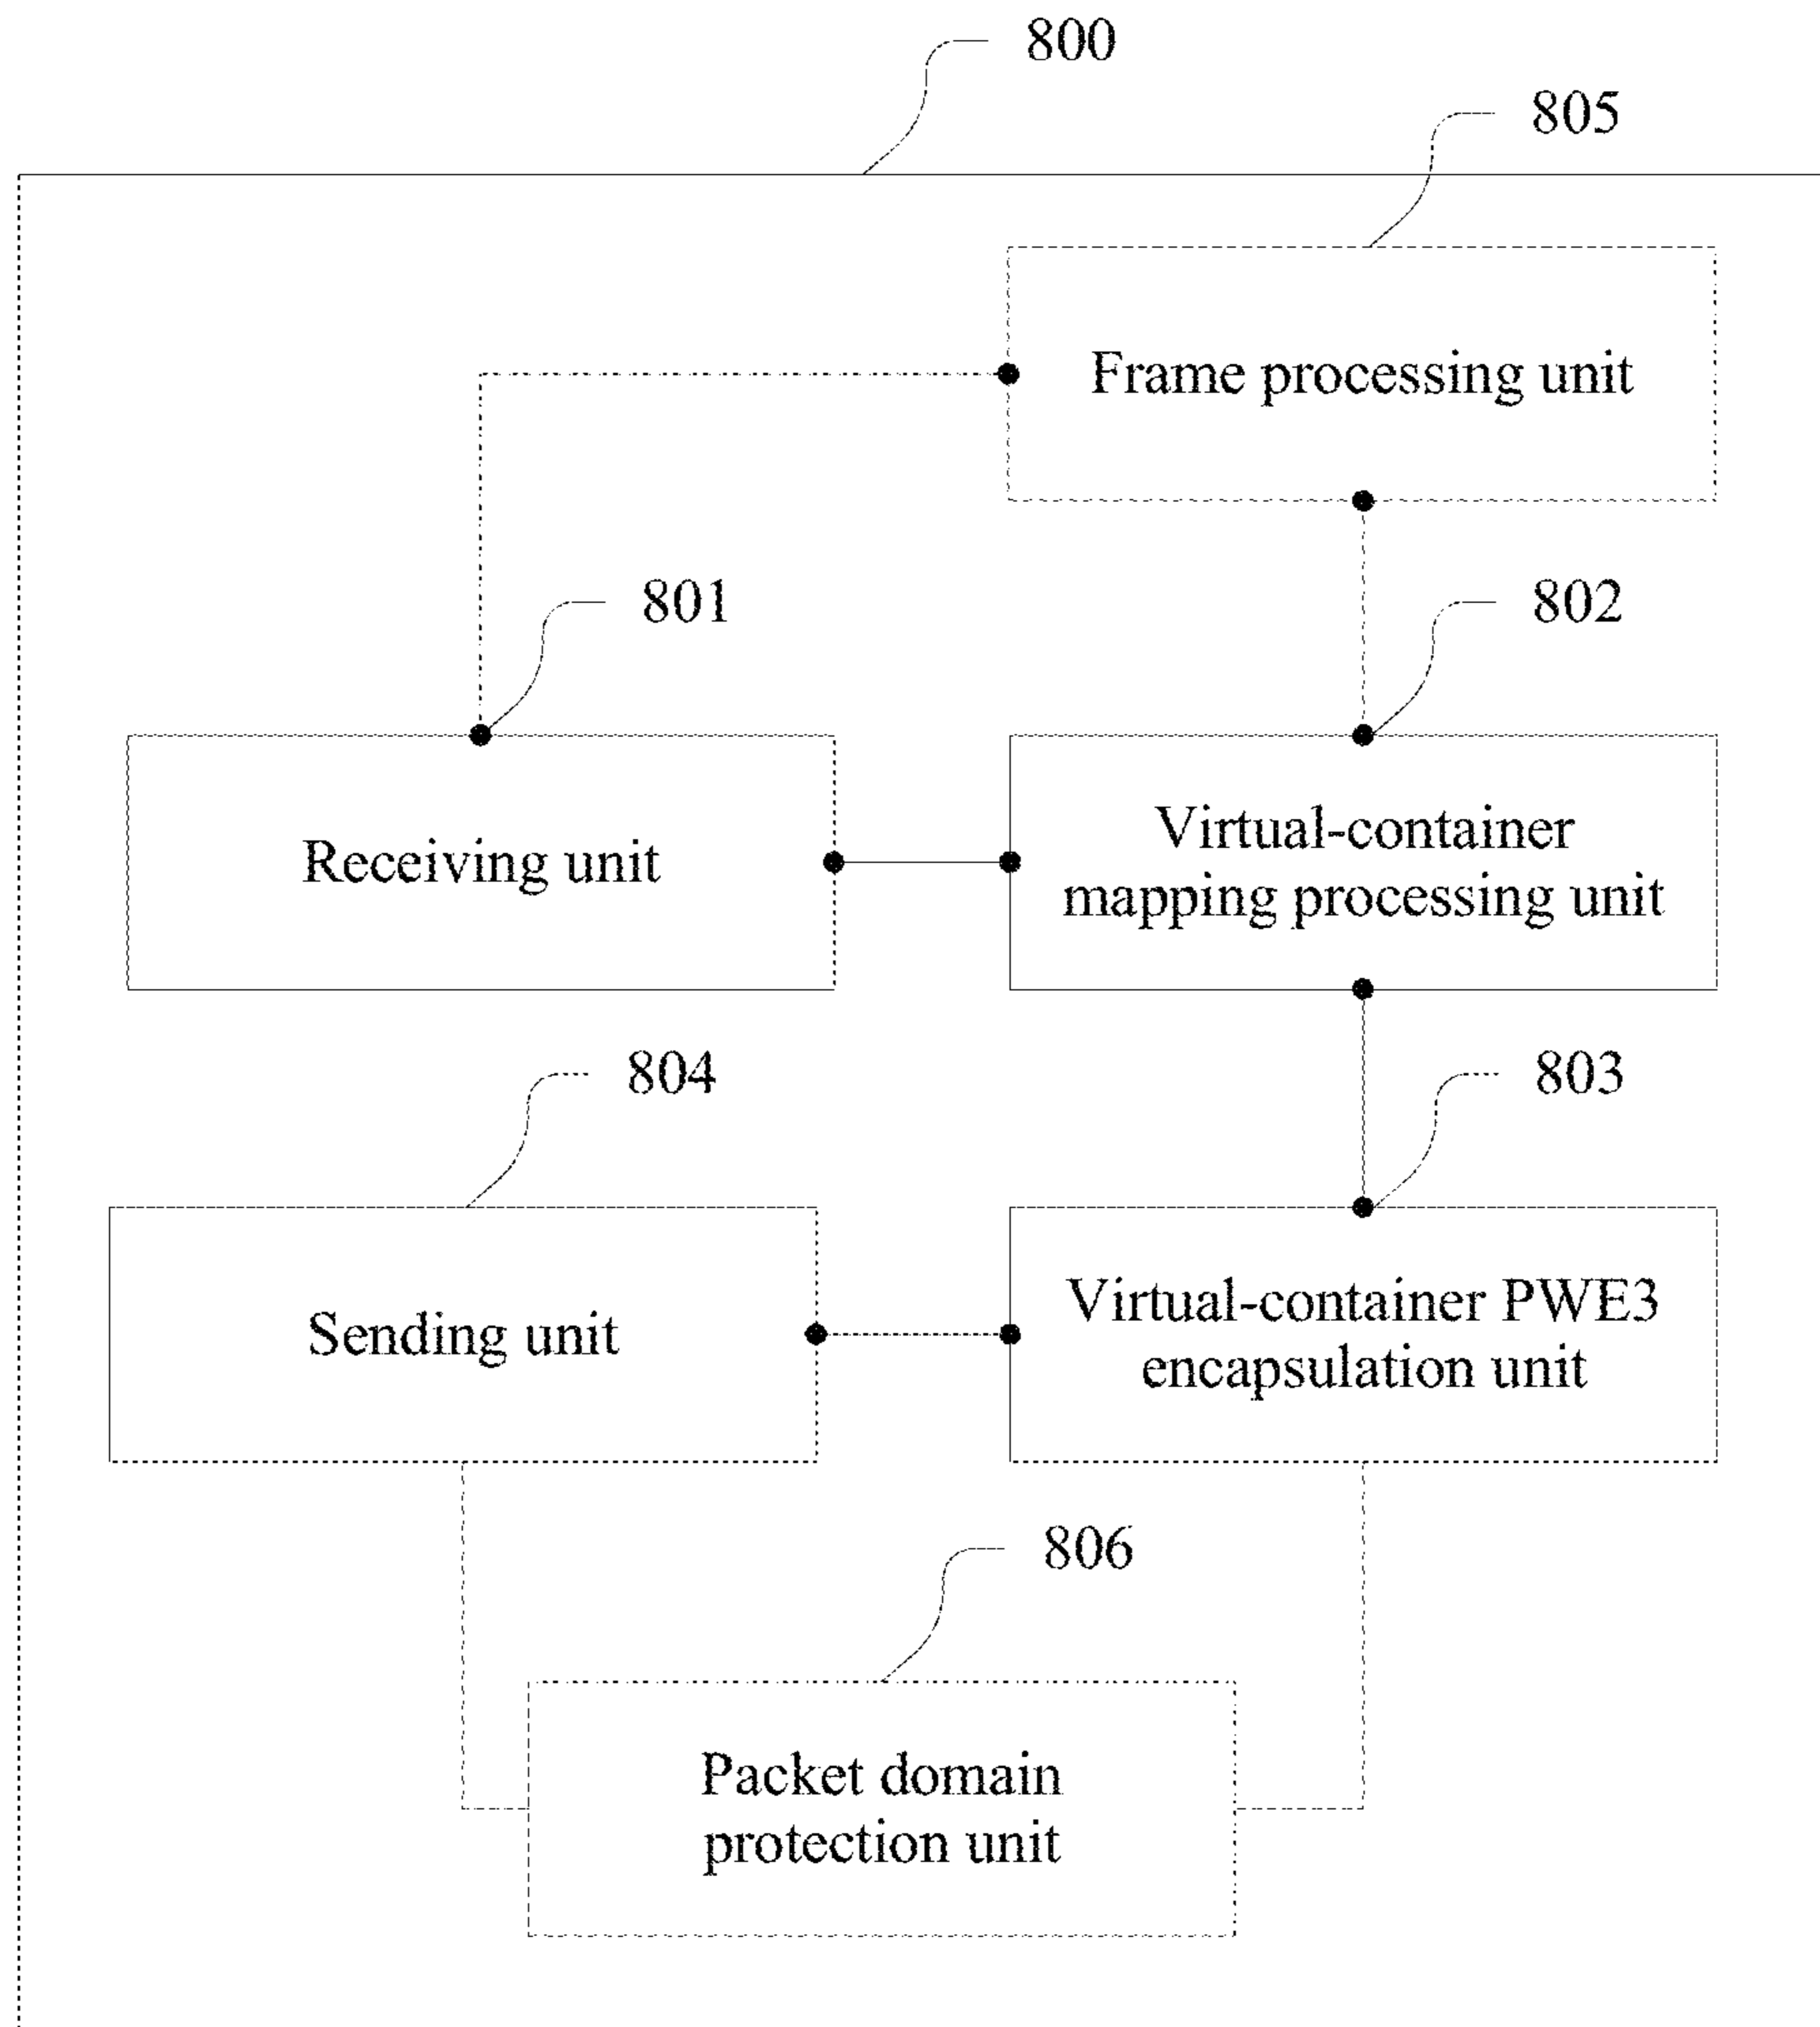 800
805
Frame processing unit
801
802
Receiving unit
Virtual-container
mapping processing unit
804
803
Sending unit
Virtual-container PWE3
encapsulation unit
806
Packet domain
protection unit